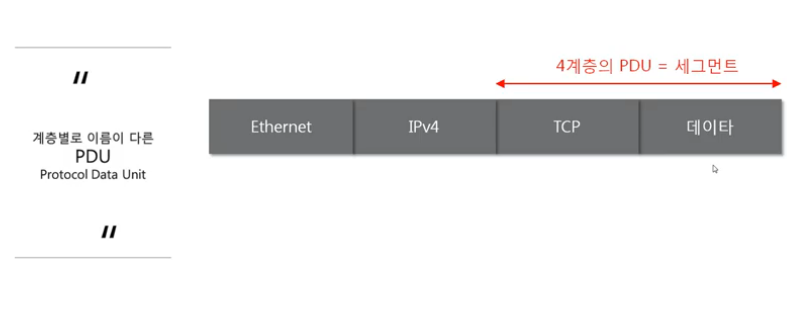 〃
계층별로 이름이 다른
PDU
Protocol Data Unit
〃
4계층의 PDU = 세그먼트
Ethernet IPv4 TCP 데이타